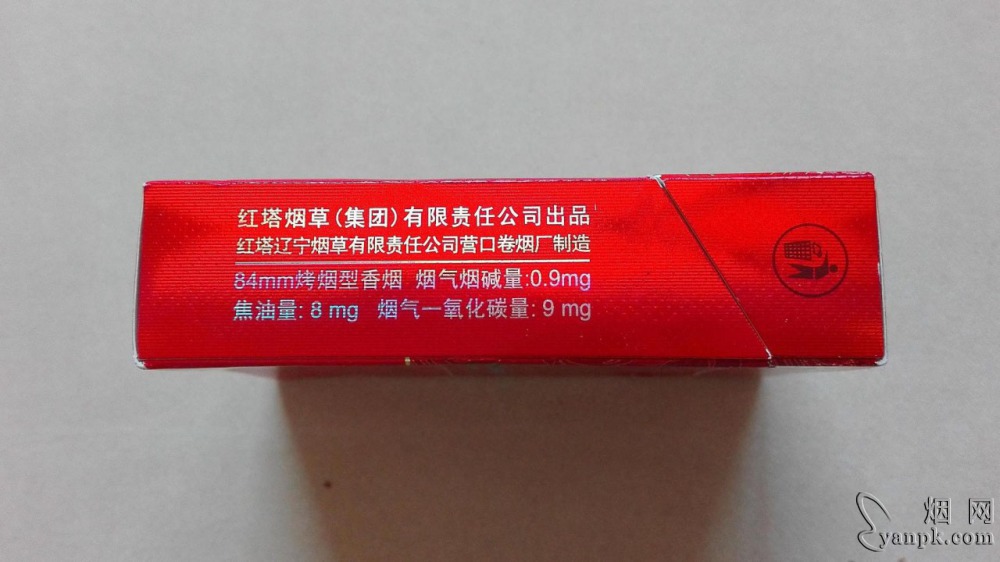 红塔烟草(集团)有限责任公司出品
红塔辽宁烟草有限责任公司营口卷烟厂制造
84mm烤烟型香烟 烟气烟碱量:0.9mg
焦油量: 8 mg 烟气一氧化碳量: 9 mg
烟网
yanpk.com